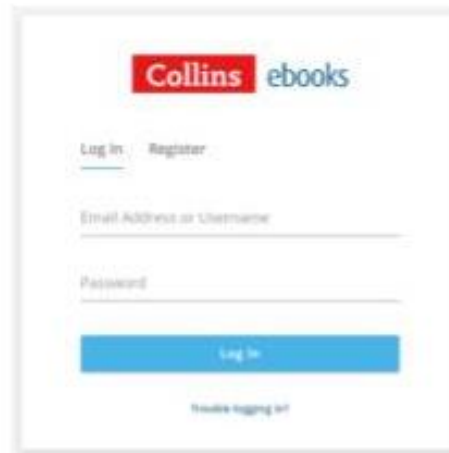 Collins ebooks
Log In Register
Email Address or Username
Password
Log In
Trouble logging in?